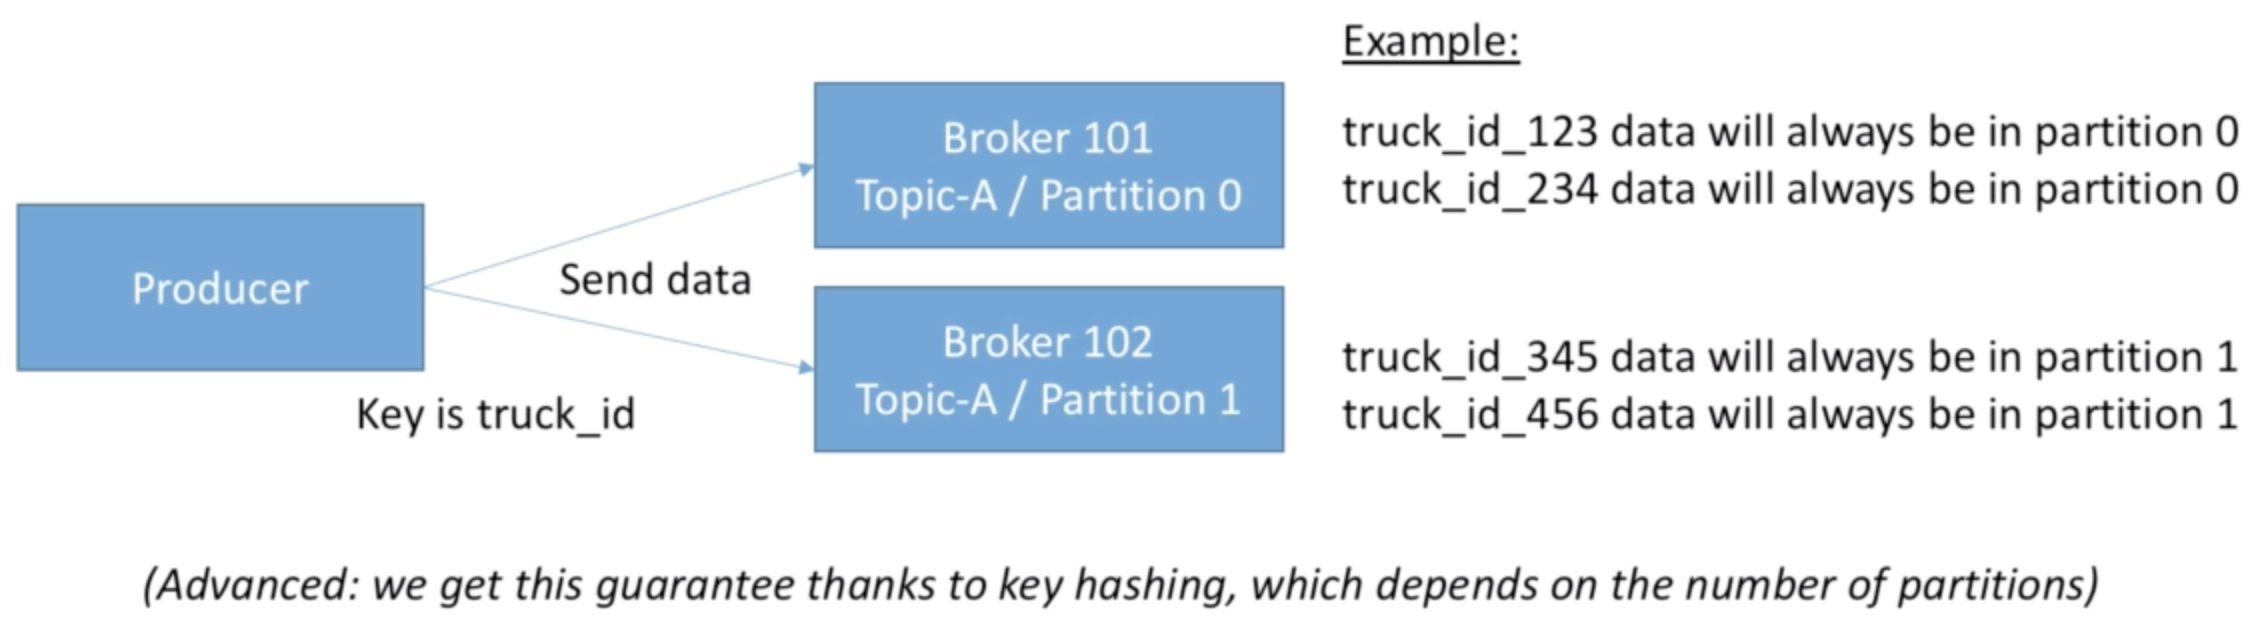 Example:
Broker 101
Topic-A / Partition 0
truck_id_123 data will always be in partition 0
truck_id_234 data will always be in partition 0
Producer
Send data
Key is truck_id
Broker 102
Topic-A / Partition 1
truck_id_345 data will always be in partition 1
truck_id_456 data will always be in partition 1
(Advanced: we get this guarantee thanks to key hashing, which depends on the number of partitions)